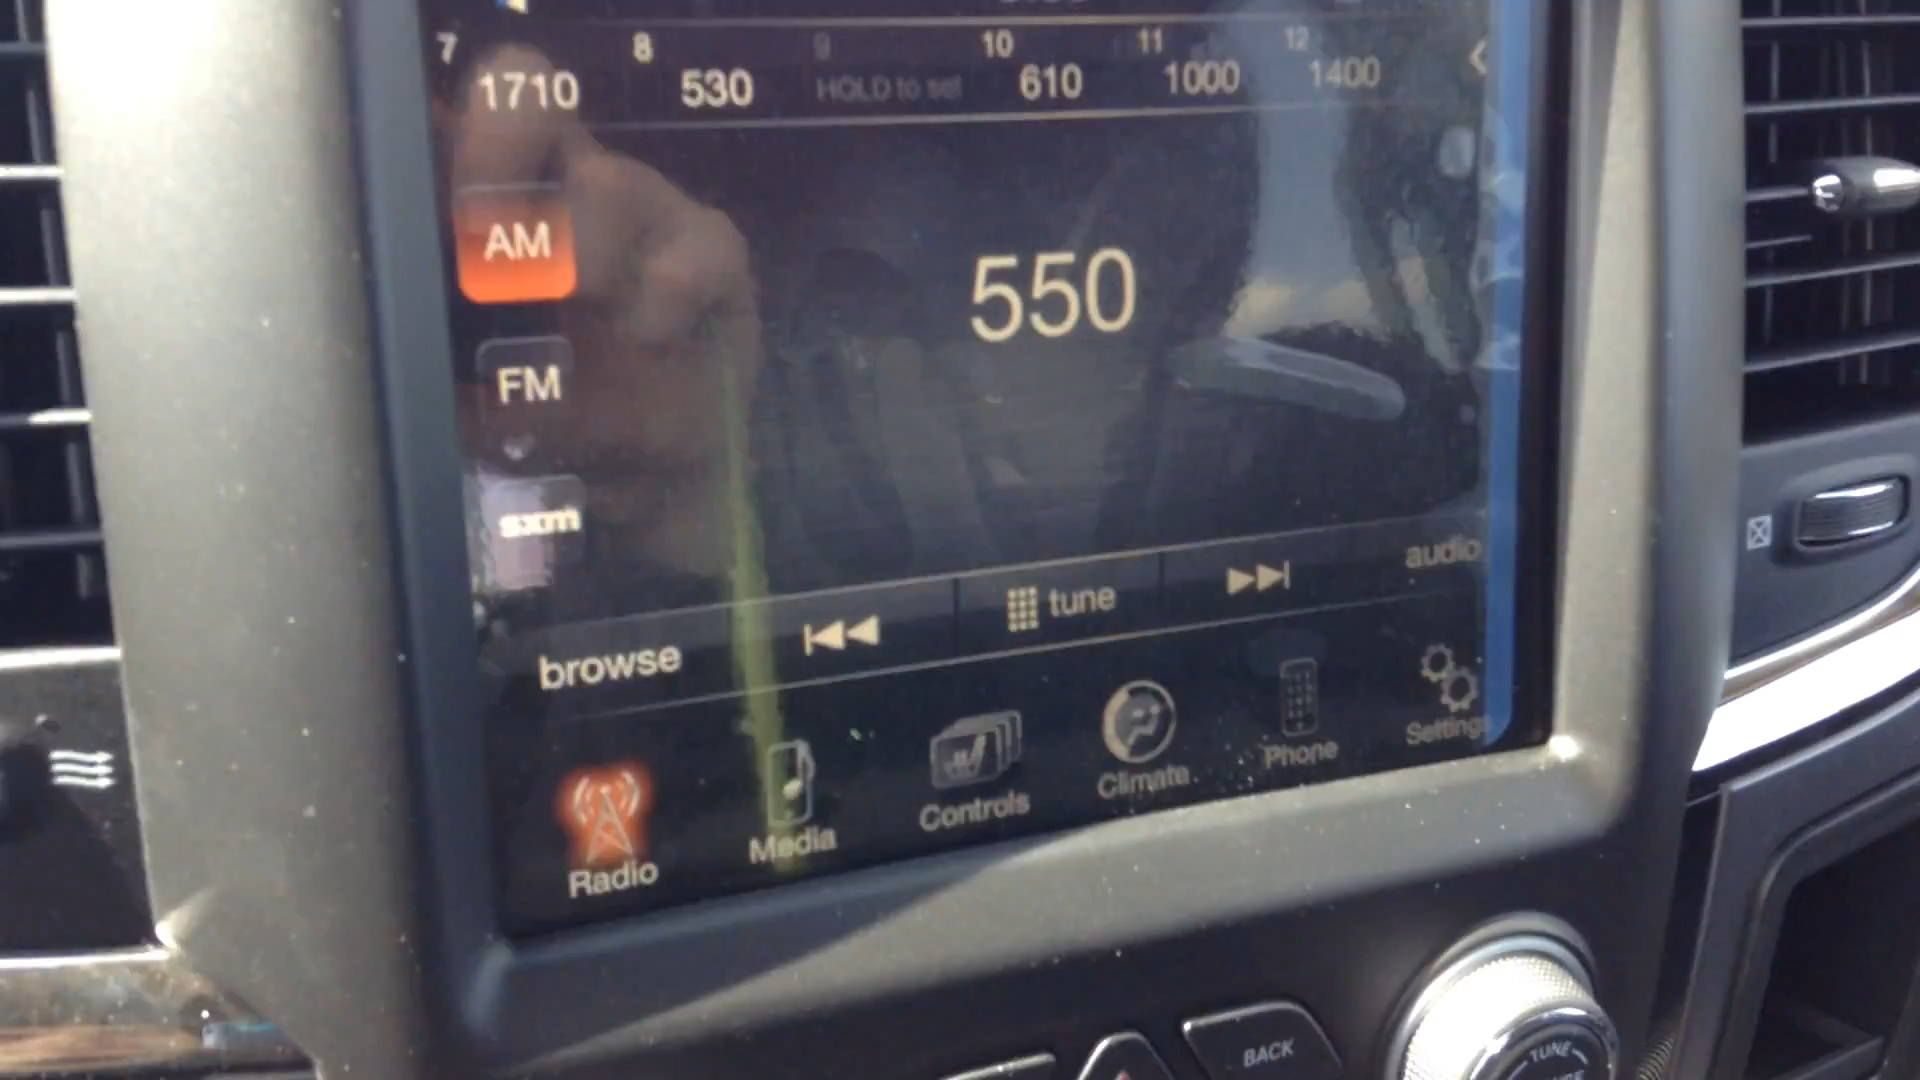 7 8 9 10 11 12
1710 530 HOLD to set 610 1000 1400
AM
550
FM
sxm
audio
tune
browse
Settings
Phone
Climate
Controls
Media
Radio
BACK
TUNE